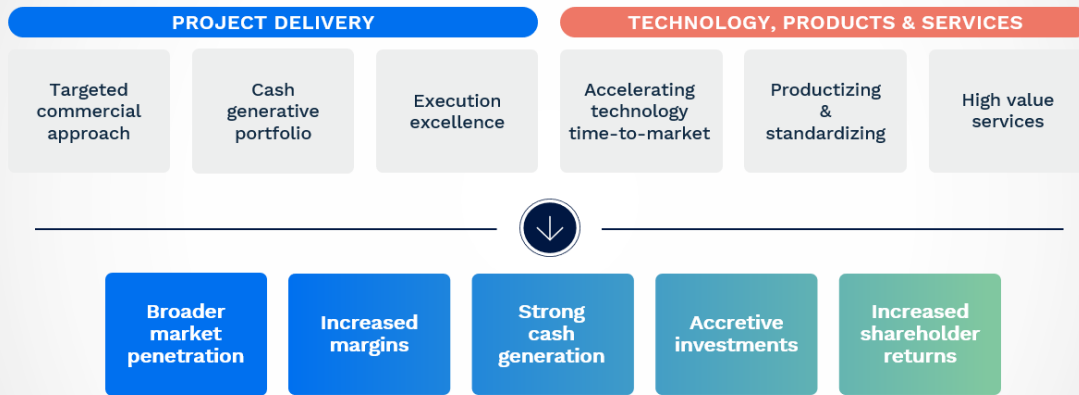 PROJECT DELIVERY
TECHNOLOGY, PRODUCTS & SERVICES
Targeted
commercial
approach
Cash
generative
portfolio
Execution
excellence
Accelerating
technology
time-to-market
Productizing
&
standardizing
High value
services
Broader
market
penetration
Increased
margins
Strong
cash
generation
Accretive
investments
Increased
shareholder
returns